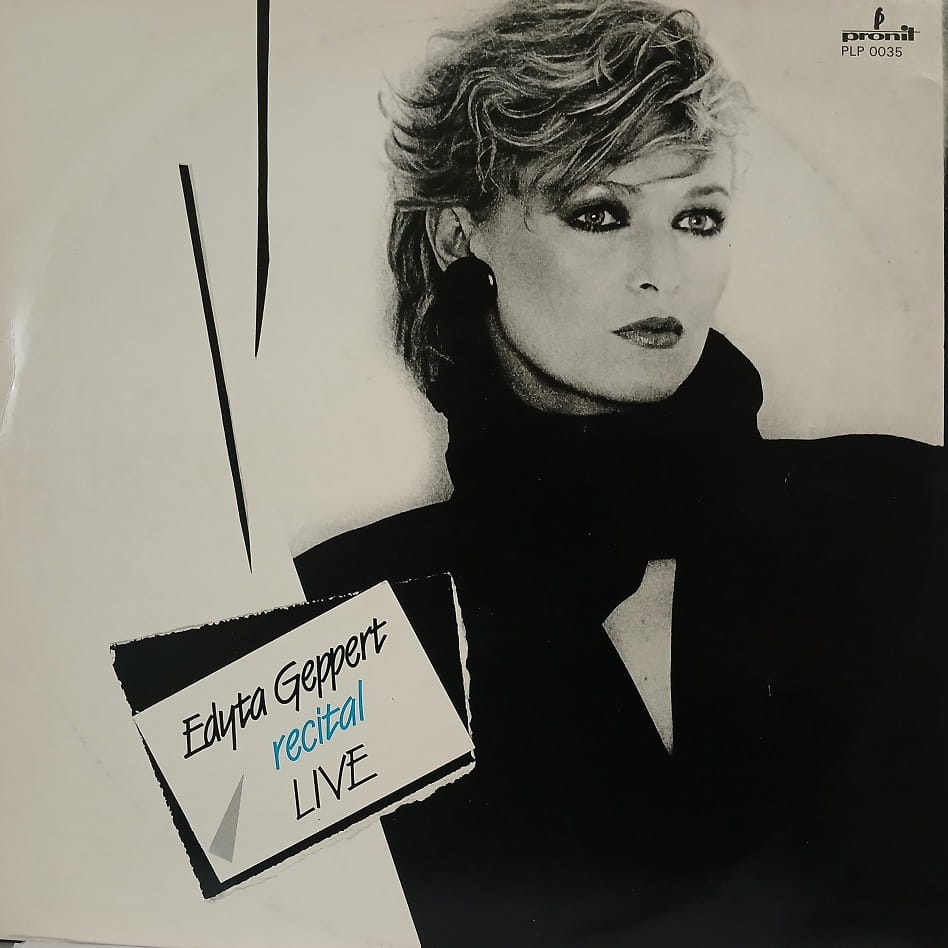 pronit
PLP 0035
Edyta Geppert
recital
LIVE